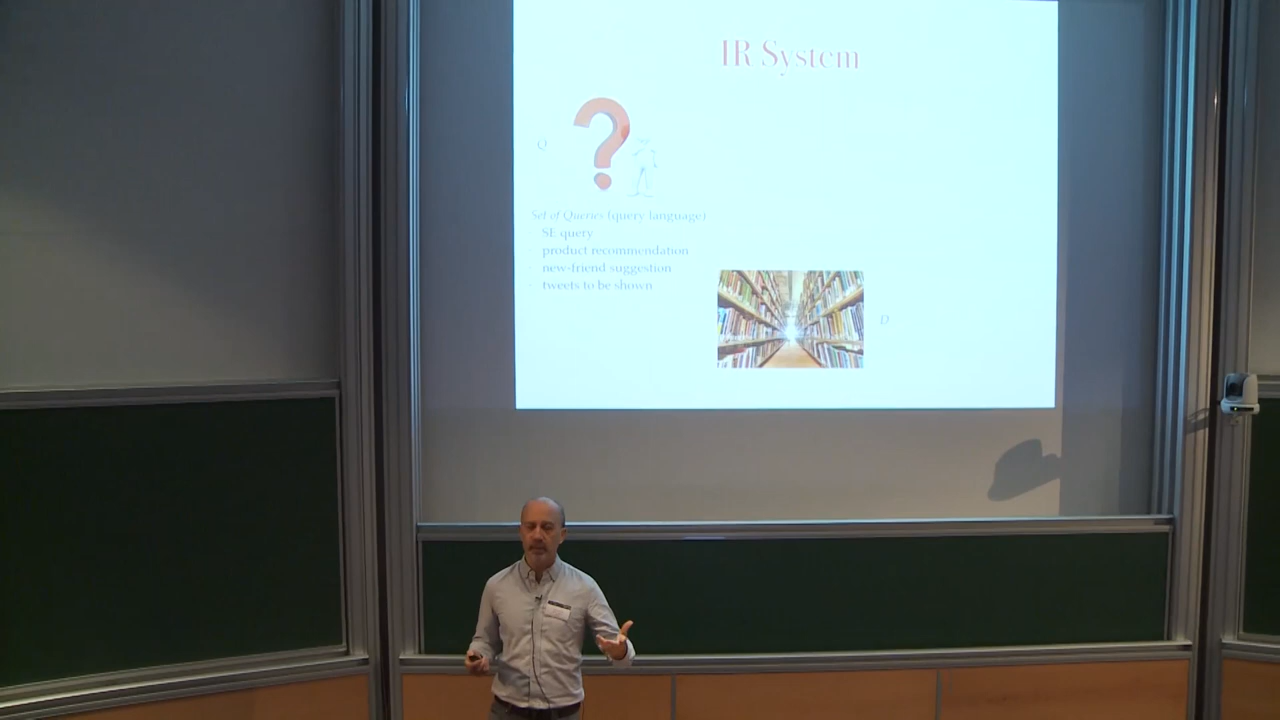 IR System
Q
Set of Queries (query language)
SE query
product recommendation
- new-friend suggestion
- tweets to be shown
D